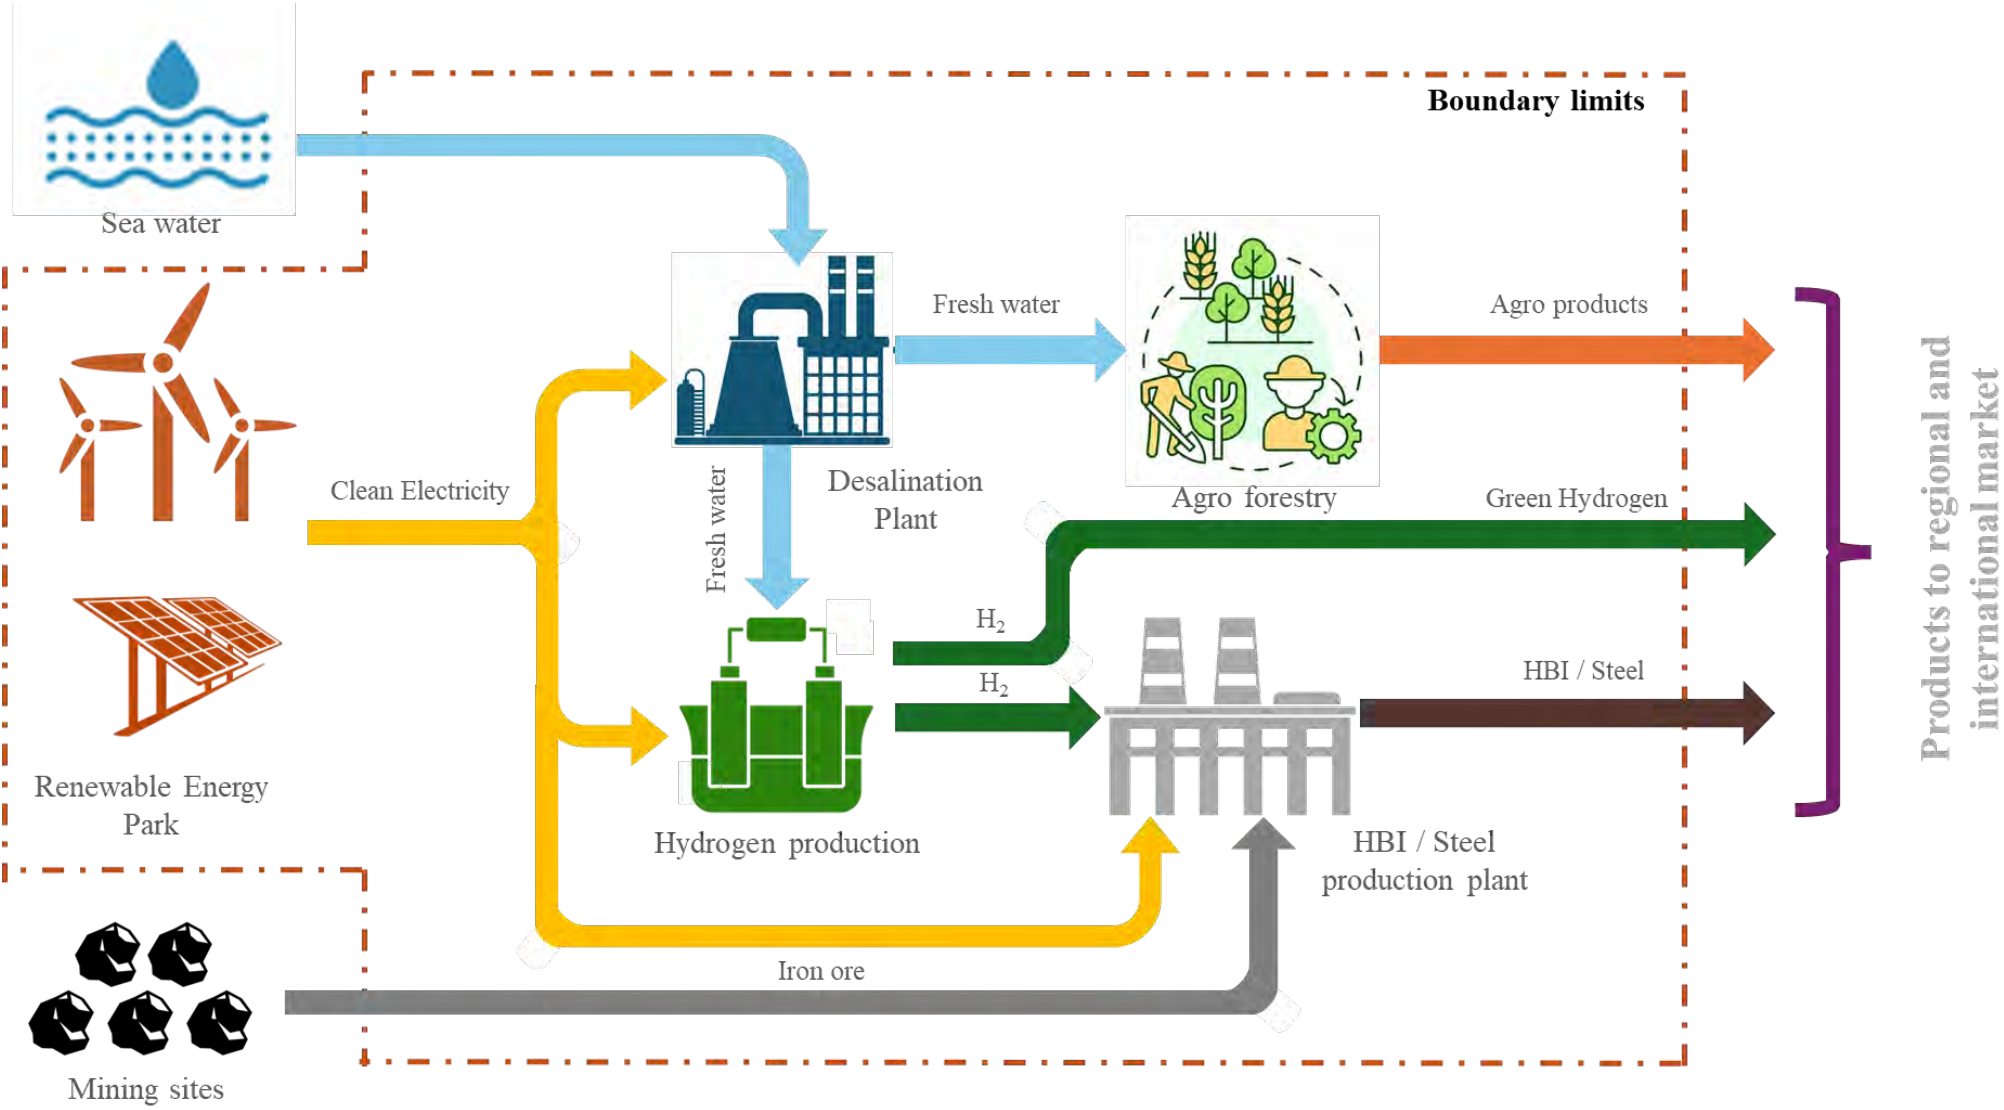 Boundary limits
Sea water
Fresh water
Agro products
Clean Electricity
Fresh water
Desalination
Plant
Agro forestry
Green Hydrogen
H₂
H₂
HBI / Steel
Renewable Energy
Park
Hydrogen production
HBI / Steel
production plant
Iron ore
Mining sites
Products to regional and
international market